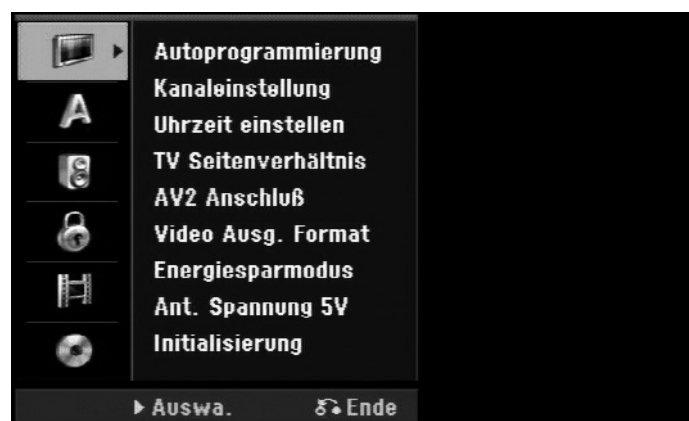 Autoprogrammierung
Kanaleinstellung
Uhrzeit einstellen
TV Seitenverhältnis
AV2 Anschluß
Video Ausg. Format
Energiesparmodus
Ant. Spannung 5V
Initialisierung
Auswa. Ende